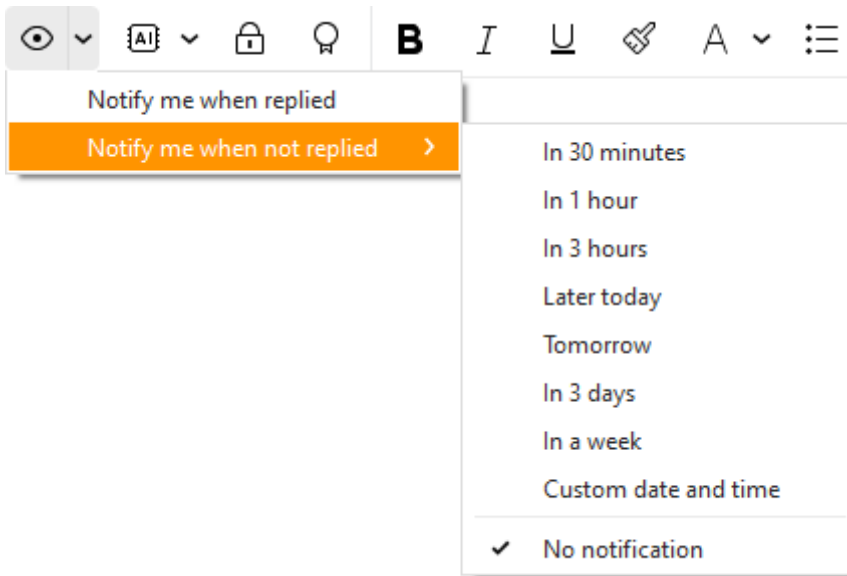 AI
B I U A
Notify me when replied
Notify me when not replied
In 30 minutes
In 1 hour
In 3 hours
Later today
Tomorrow
In 3 days
In a week
Custom date and time
No notification